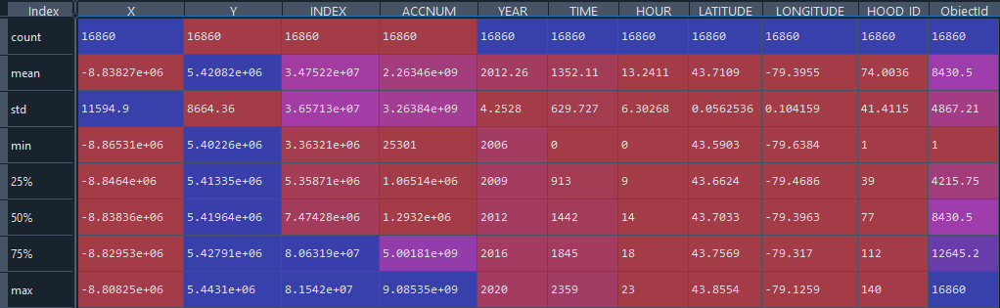 Index X Y INDEX ACCNUM YEAR TIME HOUR LATITUDE LONGITUDE HOOD_ID ObjectId
count 16860 16860 16860 16860 16860 16860 16860 16860 16860 16860 16860
mean -8.83827e+06 5.42082e+06 3.47522e+07 2.26346e+09 2012.26 1352.11 13.2411 43.7109 -79.3955 74.0036 8430.5
std 11594.9 8664.36 3.65713e+07 3.26384e+09 4.2528 629.727 6.30268 0.0562536 0.104159 41.4115 4867.21
min -8.86531e+06 5.40226e+06 3.36321e+06 25301 2006 0 0 43.5903 -79.6384 1 1
25% -8.8464e+06 5.41335e+06 5.35871e+06 1.06514e+06 2009 913 9 43.6624 -79.4686 39 4215.75
50% -8.83836e+06 5.41964e+06 7.47428e+06 1.2932e+06 2012 1442 14 43.7033 -79.3963 77 8430.5
75% -8.82953e+06 5.42791e+06 8.06319e+07 5.00181e+09 2016 1845 18 43.7569 -79.317 112 12645.2
max -8.80825e+06 5.4431e+06 8.1542e+07 9.08535e+09 2020 2359 23 43.8554 -79.1259 140 16860